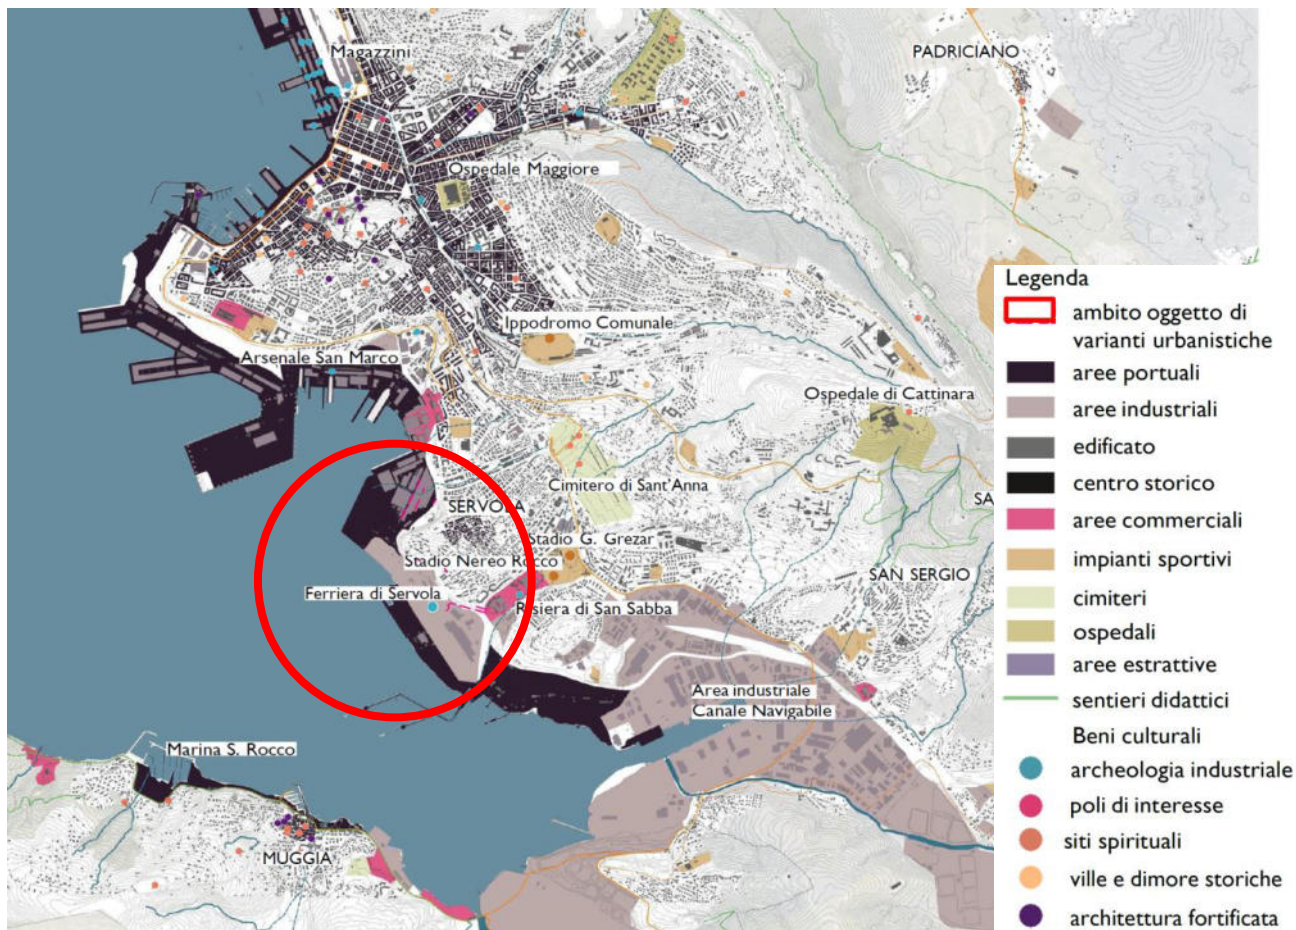 Magazzini
PADRICIANO
Ospedale Maggiore
Ippodromo Comunale
Arsenale San Marco
Ospedale di Cattinara
Cimitero di Sant'Anna
SERVOLA
SA
Stadio G. Grezar
Stadio Nereo Rocco
SAN SERGIO
Ferriera di Servola
Risiera di San Sabba
Area industriale
Canale Navigabile
Marina S. Rocco
MUGGIA
Legenda
ambito oggetto di
varianti urbanistiche
aree portuali
aree industriali
edificato
centro storico
aree commerciali
impianti sportivi
cimiteri
ospedali
aree estrattive
sentieri didattici
Beni culturali
archeologia industriale
poli di interesse
siti spirituali
ville e dimore storiche
architettura fortificata